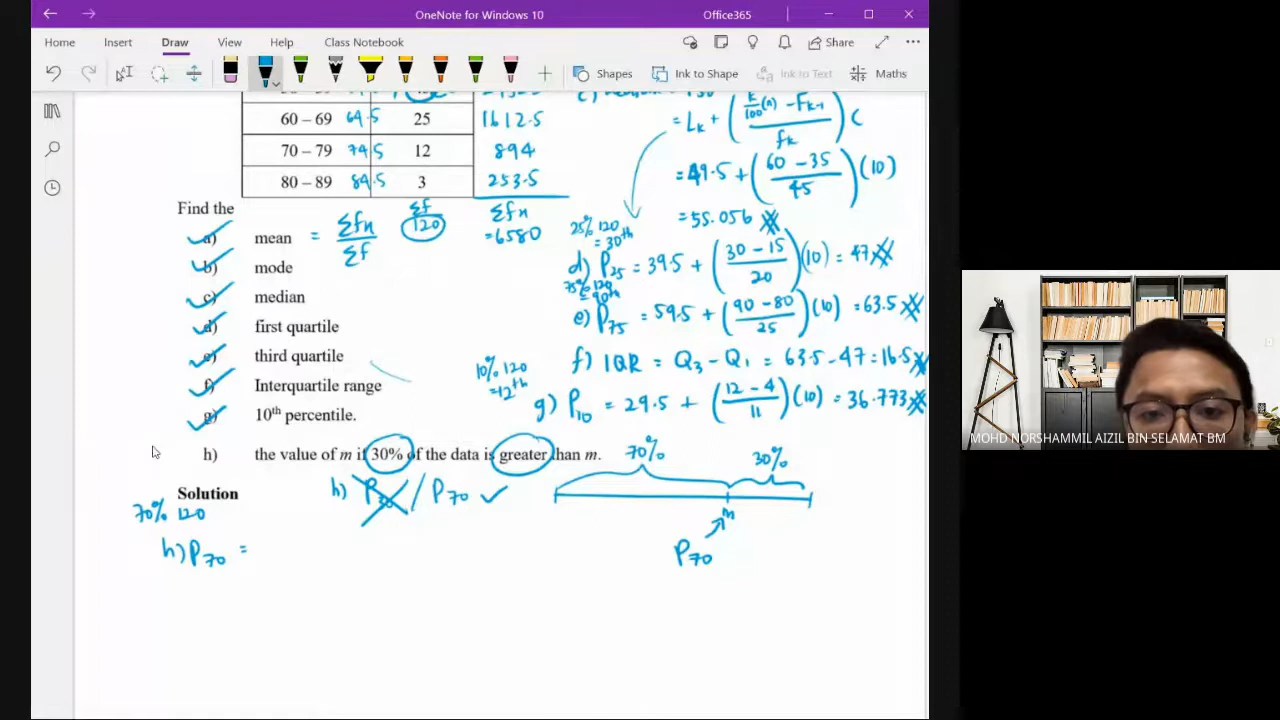 OneNote for Windows 10
Office365
Home Insert Draw View Help Class Notebook
Share
Shapes Ink to Shape Ink to Text Maths
60 – 69 64.5 25 1612.5
70 – 79 74.5 12 894
80 – 89 84.5 3 253.5
= Lk + ( k/100 (n) – Fk-1 / fk ) C
= 49.5 + ( 60 – 35 / 45 ) (10)
= 55.056
Find the
Σf 120
Σfx = 6580
a) mean = Σfx / Σf
b) mode
c) median
d) first quartile
e) third quartile
f) Interquartile range
g) 10th percentile.
25% 120
= 30th
d) P25 = 39.5 + ( 30 – 15 / 20 ) (10) = 47
75% 120
= 90th
e) P75 = 59.5 + ( 90 – 80 / 25 ) (10) = 63.5
f) IQR = Q3 – Q1 = 63.5 – 47 = 16.5
10% 120
= 12th
g) P10 = 29.5 + ( 12 – 4 / 11 ) (10) = 36.773
h) the value of m if 30% of the data is greater than m.
70% 30%
Solution
h) P30 / P70
m
P70
70% 120
h) P70 =
MOHD NORSHAMMIL AIZIL BIN SELAMAT BM